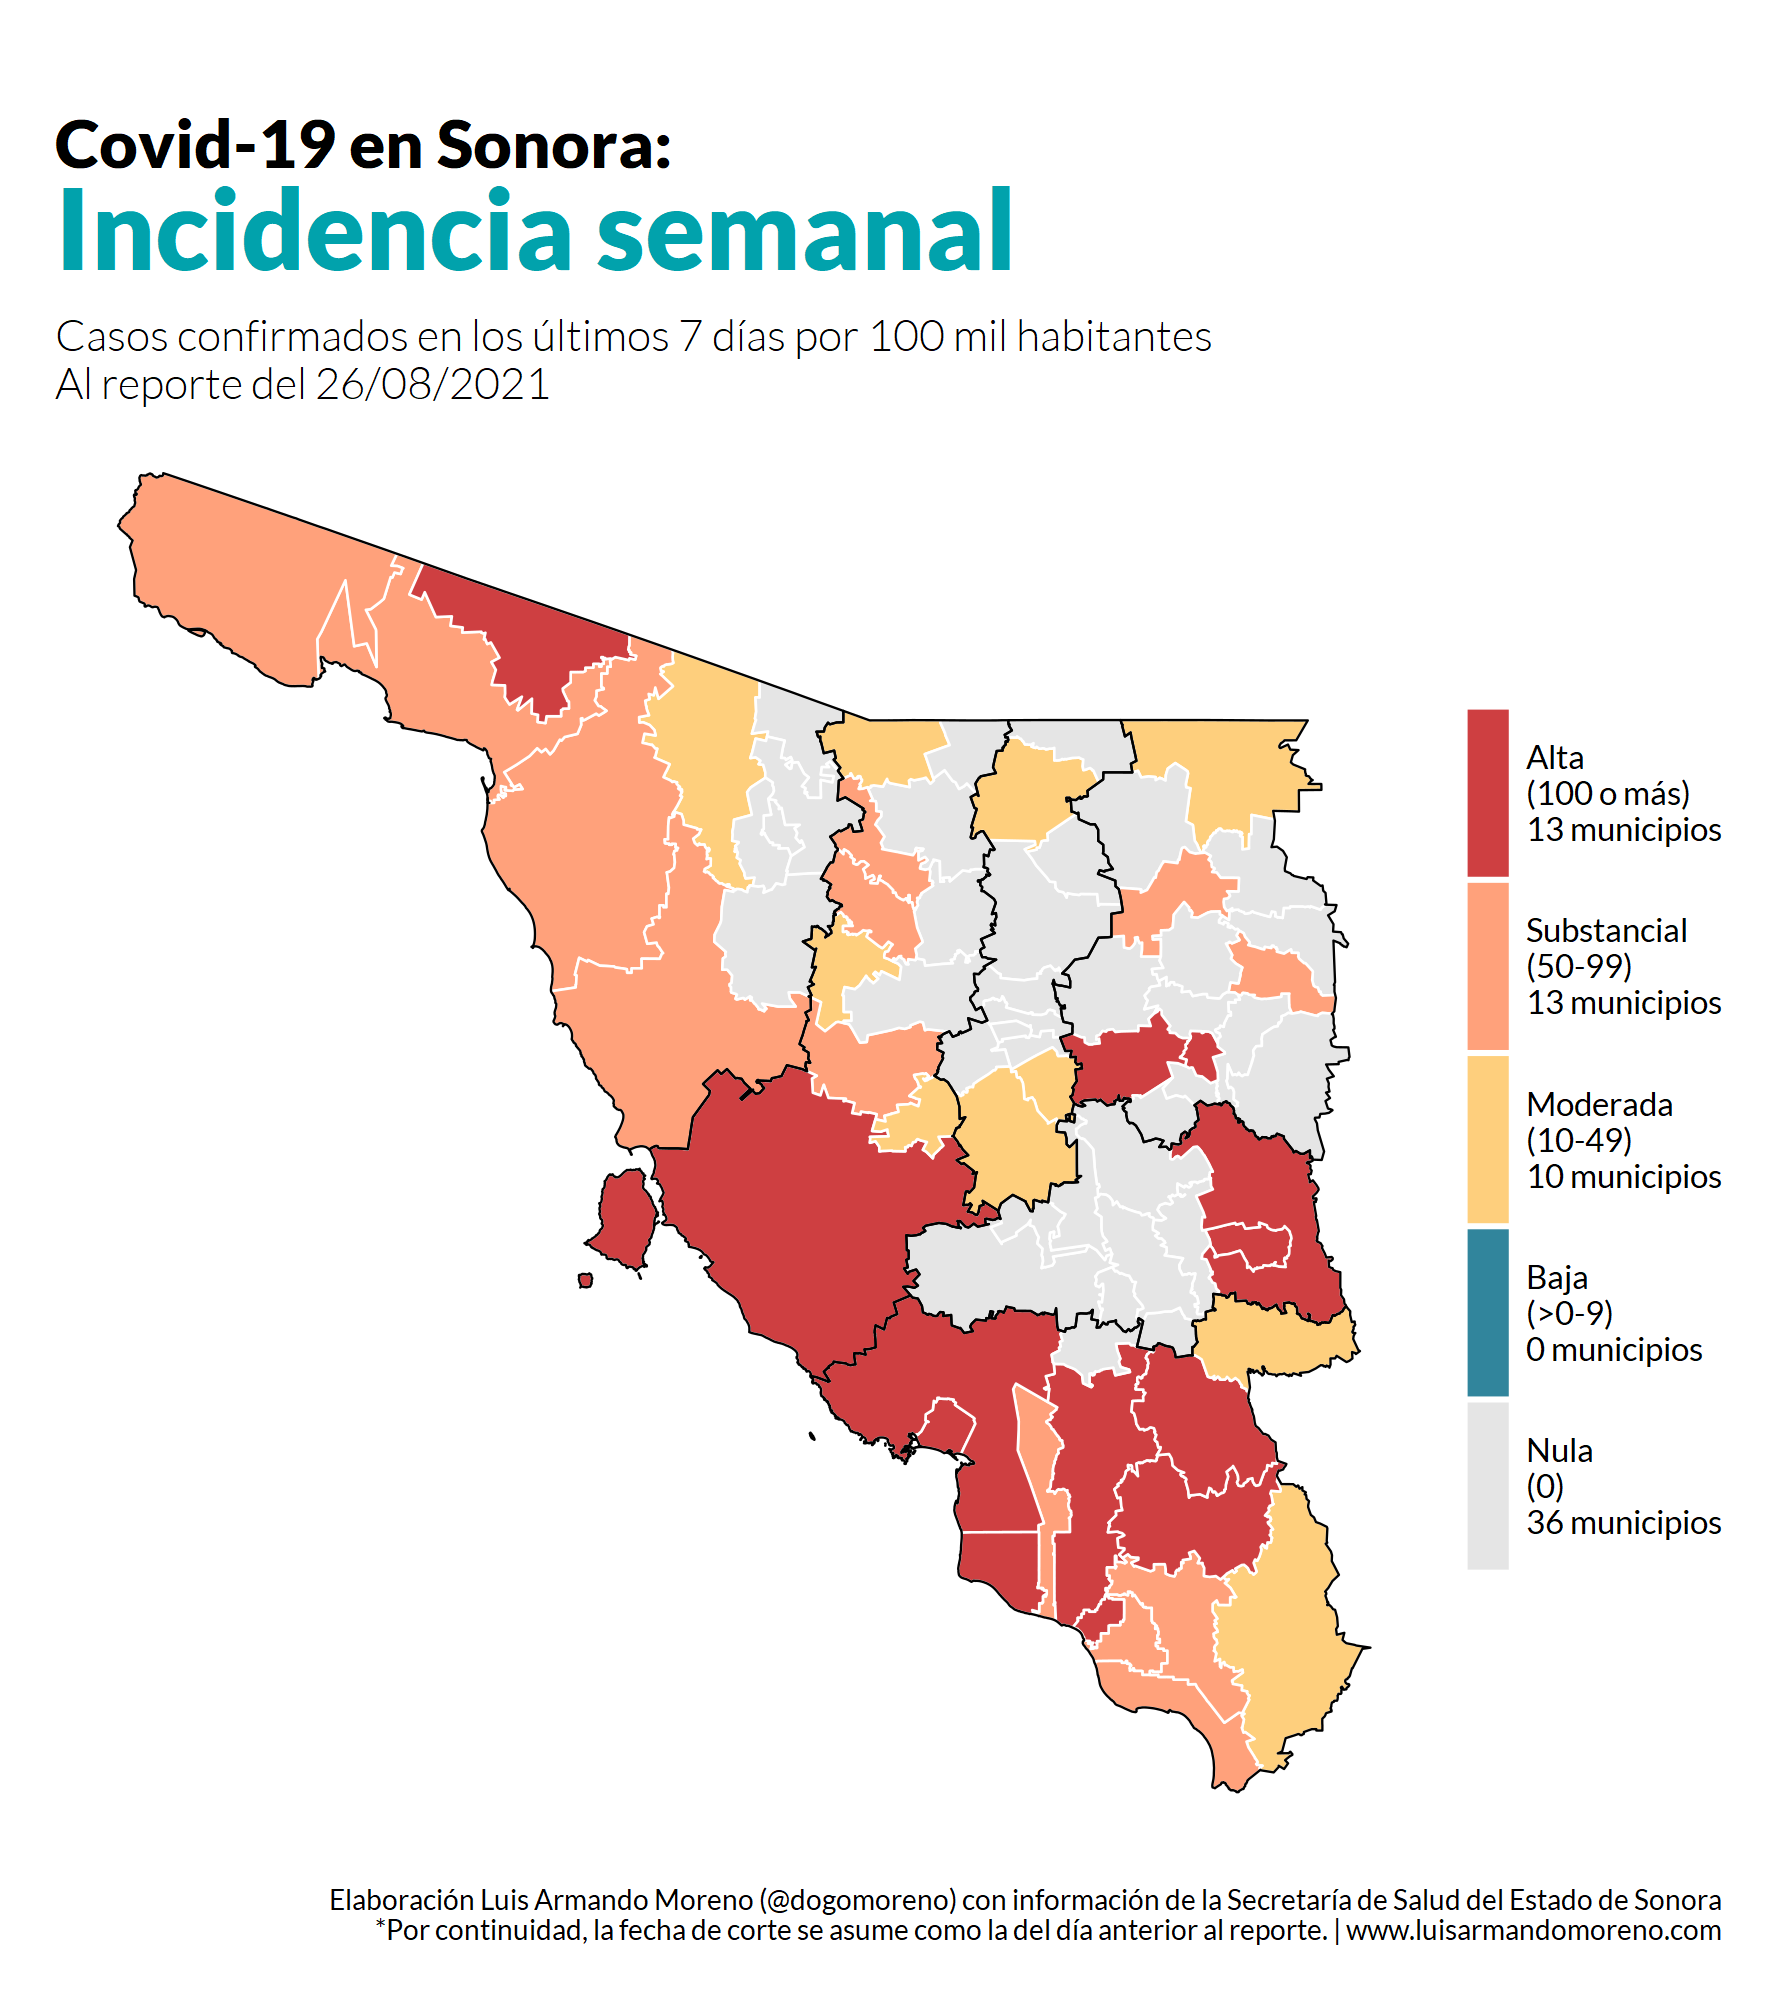 Covid-19 en Sonora:
Incidencia semanal
Casos confirmados en los últimos 7 días por 100 mil habitantes
Al reporte del 26/08/2021
Alta
(100 o más)
13 municipios
Substancial
(50-99)
13 municipios
Moderada
(10-49)
10 municipios
Baja
(>0-9)
0 municipios
Nula
(0)
36 municipios
Elaboración Luis Armando Moreno (@dogomoreno) con información de la Secretaría de Salud del Estado de Sonora
*Por continuidad, la fecha de corte se asume como la del día anterior al reporte. | www.luisarmandomoreno.com